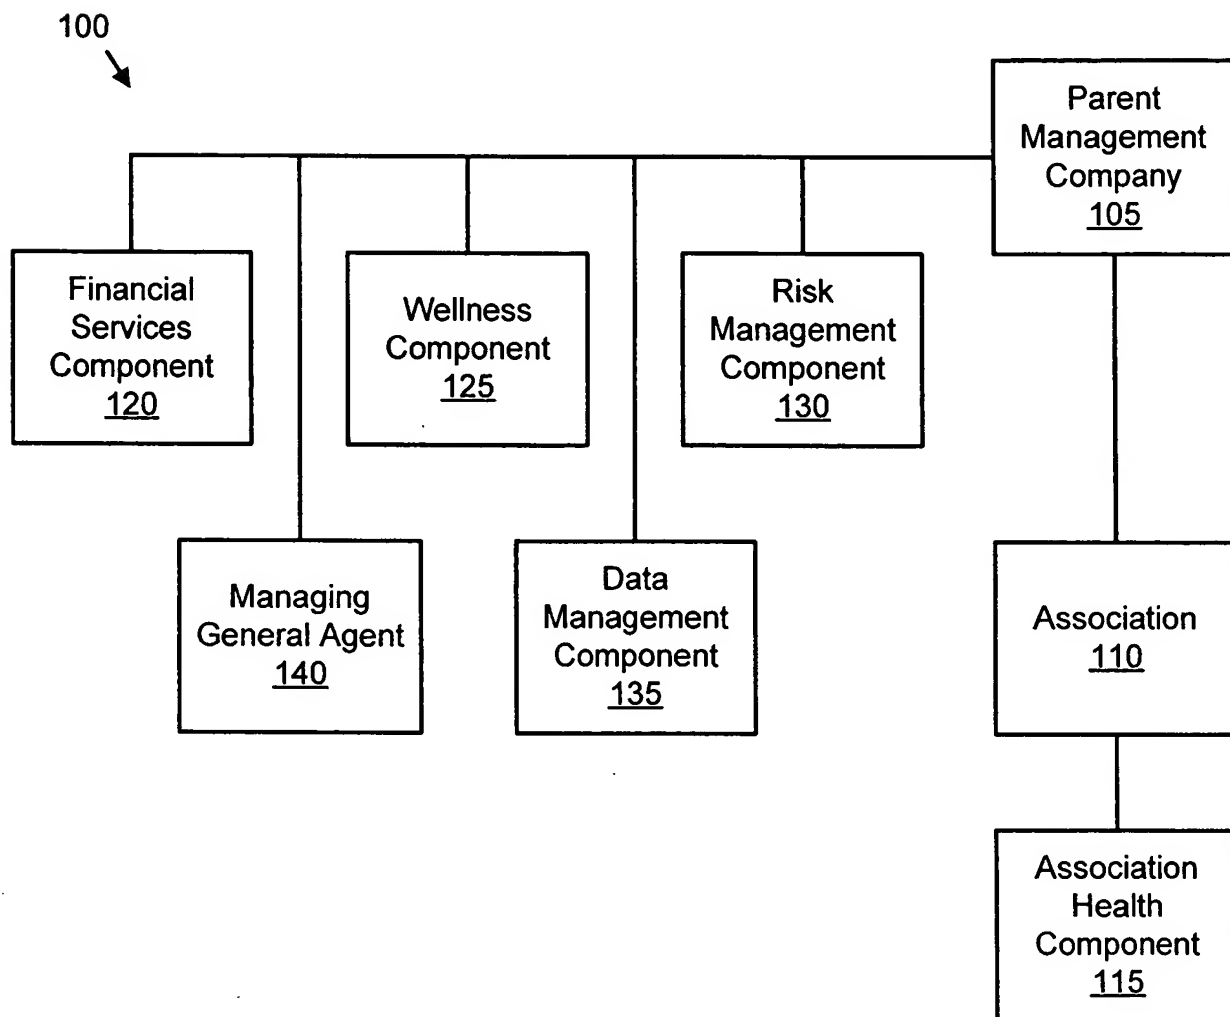 100
Parent
Management
Company
105
Financial
Services
Component
120
Wellness
Component
125
Risk
Management
Component
130
Managing
General Agent
140
Data
Management
Component
135
Association
110
Association
Health
Component
115